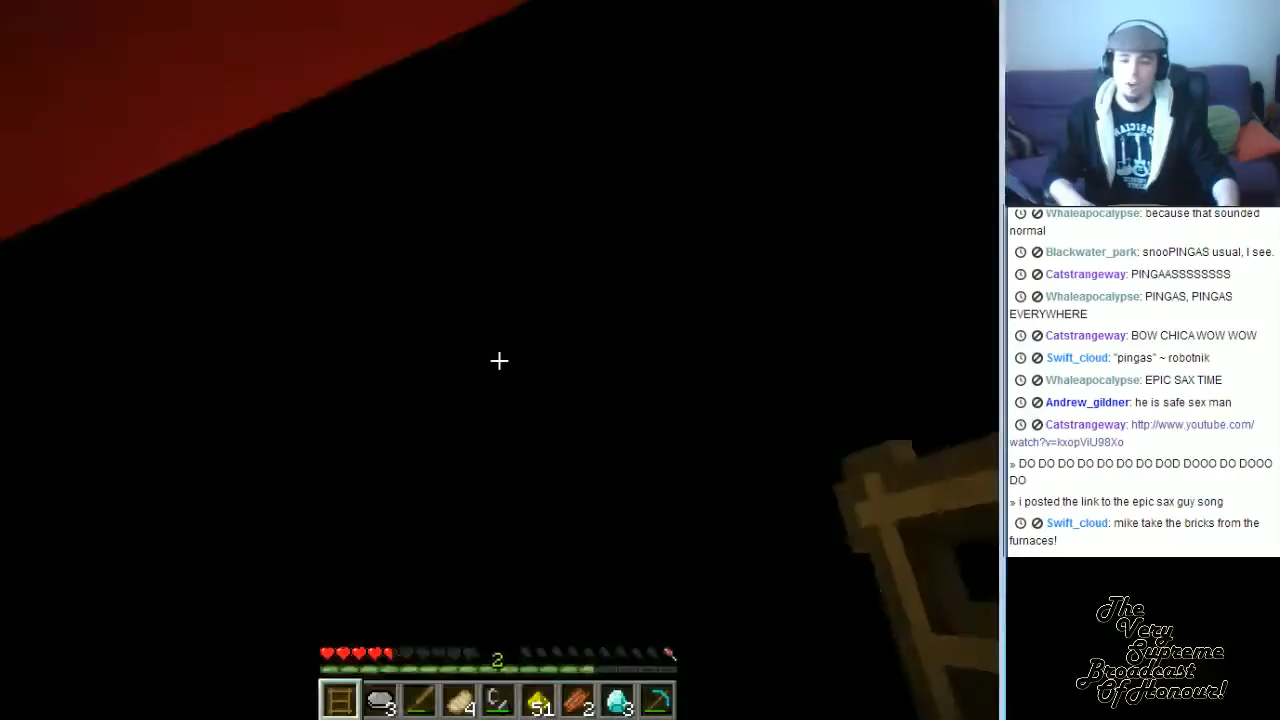 Whaleapocalypse: because that sounded
normal
Blackwater_park: snooPINGAS usual, I see.
Catstrangeway: PINGAASSSSSSSS
Whaleapocalypse: PINGAS, PINGAS
EVERYWHERE
Catstrangeway: BOW CHICA WOW WOW
Swift_cloud: "pingas" ~ robotnik
Whaleapocalypse: EPIC SAX TIME
Andrew_gildner: he is safe sex man
Catstrangeway: http://www.youtube.com/
watch?v=kxopViU98Xo
» DO DO DO DO DO DO DO DOD DOOO DO DOOO
DO
» i posted the link to the epic sax guy song
Swift_cloud: mike take the bricks from the
furnaces!
The
Very
Supreme
Broadcast
Of Honour!
2
3
4
51
2
3